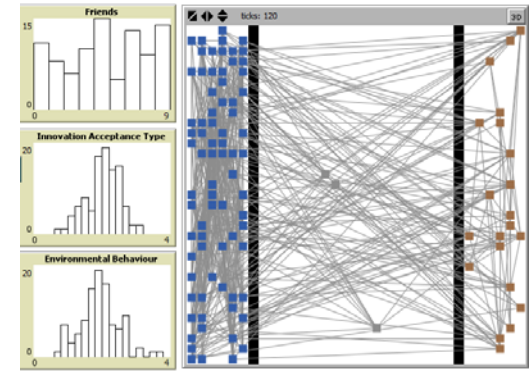 Friends
15
0
0 9
Innovation Acceptance Type
20
0
0 4
Environmental Behaviour
20
0
0 4
ticks: 120
3D